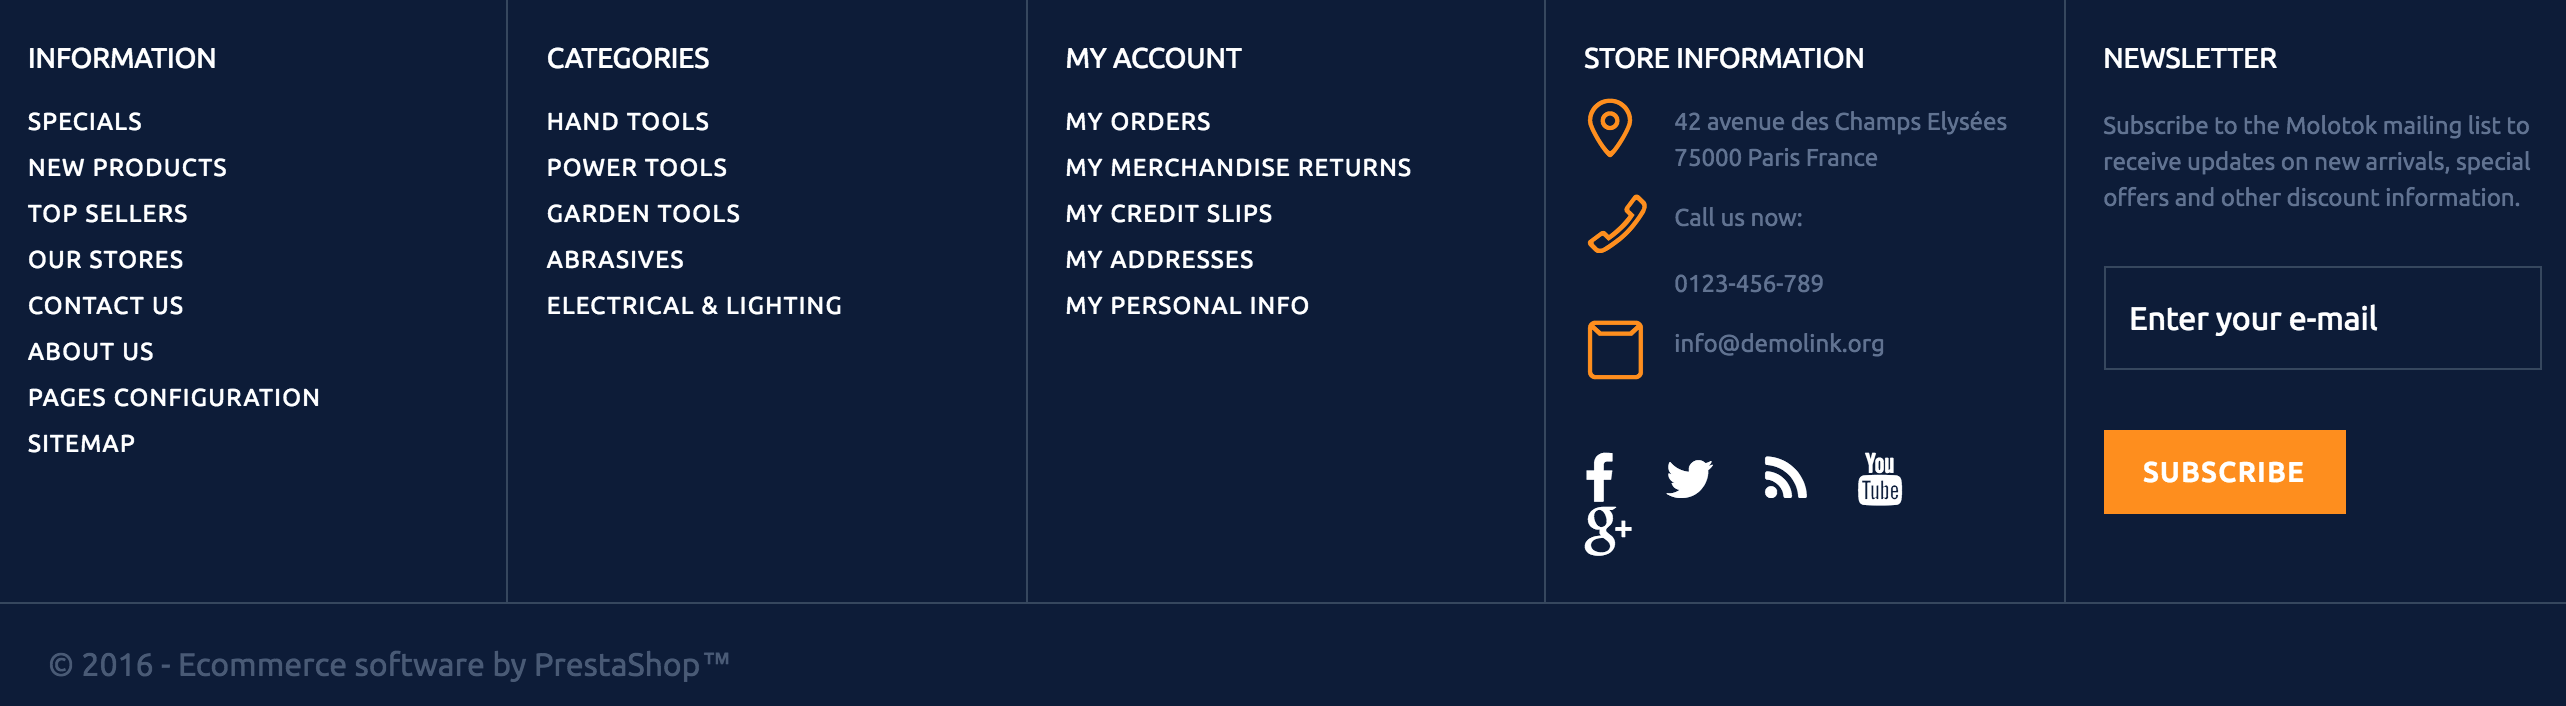 INFORMATION
SPECIALS
NEW PRODUCTS
TOP SELLERS
OUR STORES
CONTACT US
ABOUT US
PAGES CONFIGURATION
SITEMAP
CATEGORIES
HAND TOOLS
POWER TOOLS
GARDEN TOOLS
ABRASIVES
ELECTRICAL & LIGHTING
MY ACCOUNT
MY ORDERS
MY MERCHANDISE RETURNS
MY CREDIT SLIPS
MY ADDRESSES
MY PERSONAL INFO
STORE INFORMATION
42 avenue des Champs Elysées
75000 Paris France
Call us now:
0123-456-789
info@demolink.org
You
Tube
g+
NEWSLETTER
Subscribe to the Molotok mailing list to
receive updates on new arrivals, special
offers and other discount information.
Enter your e-mail
SUBSCRIBE
© 2016 - Ecommerce software by PrestaShop™